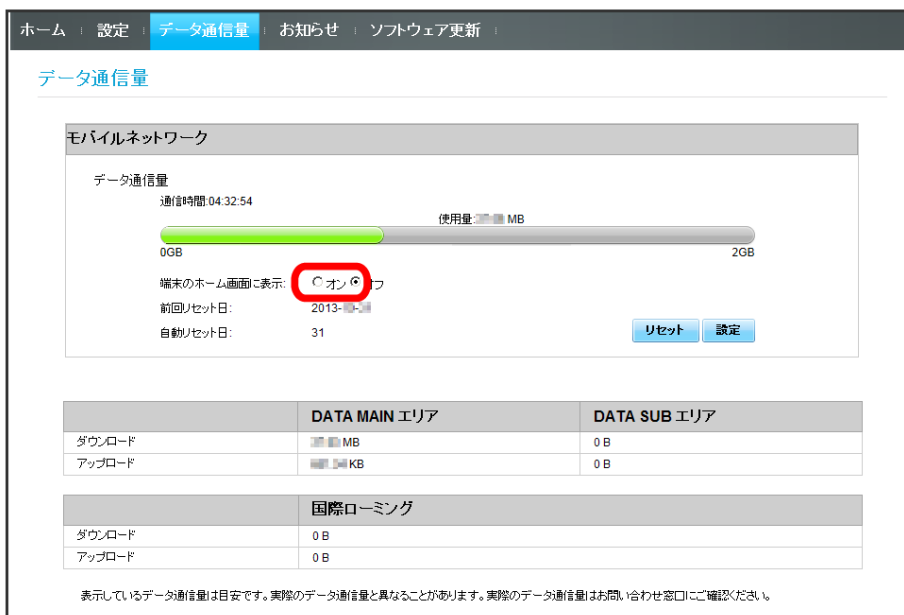 ホーム 設定 データ通信量 お知らせ ソフトウェア更新
データ通信量
モバイルネットワーク
データ通信量
通信時間:04:32:54
使用量: MB
0GB 2GB
端末のホーム画面に表示: オン オフ
前回リセット日: 2013-
自動リセット日: 31
リセット 設定
DATA MAIN エリア DATA SUB エリア
ダウンロード MB 0 B
アップロード KB 0 B
国際ローミング
ダウンロード 0 B
アップロード 0 B
表示しているデータ通信量は目安です。実際のデータ通信量と異なることがあります。実際のデータ通信量はお問い合わせ窓口にご確認ください。